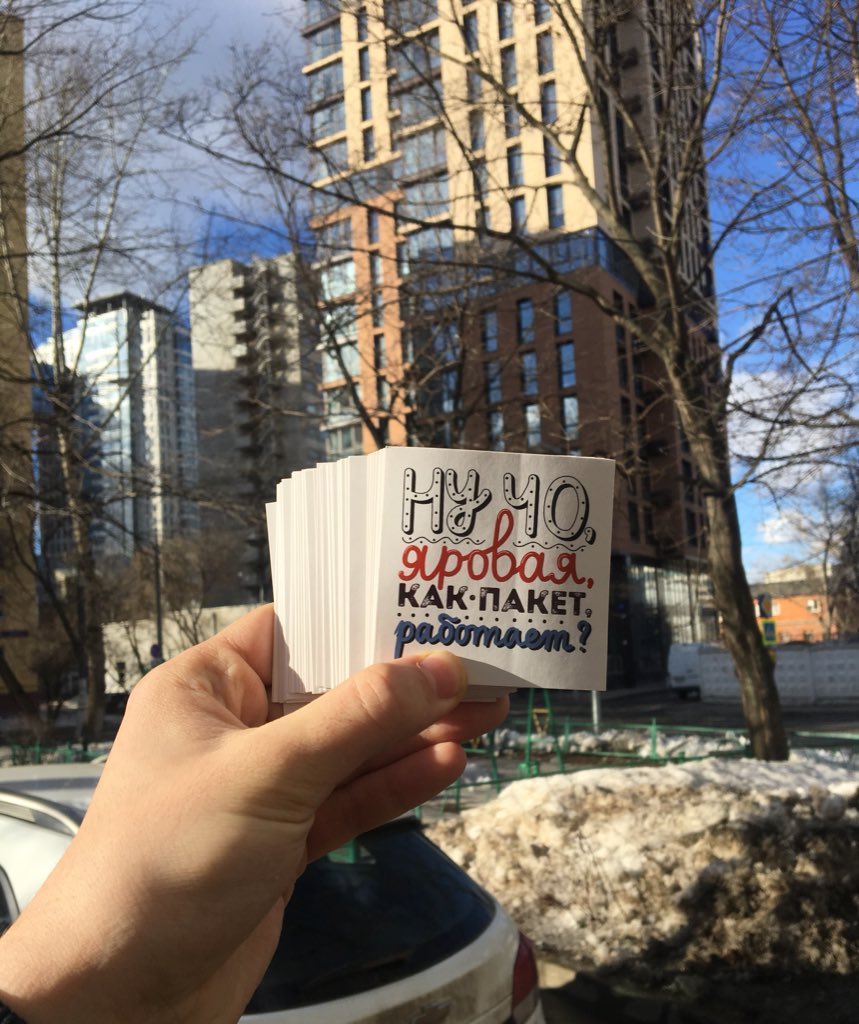 Ну чо,
яровая,
как пакет,
работает?